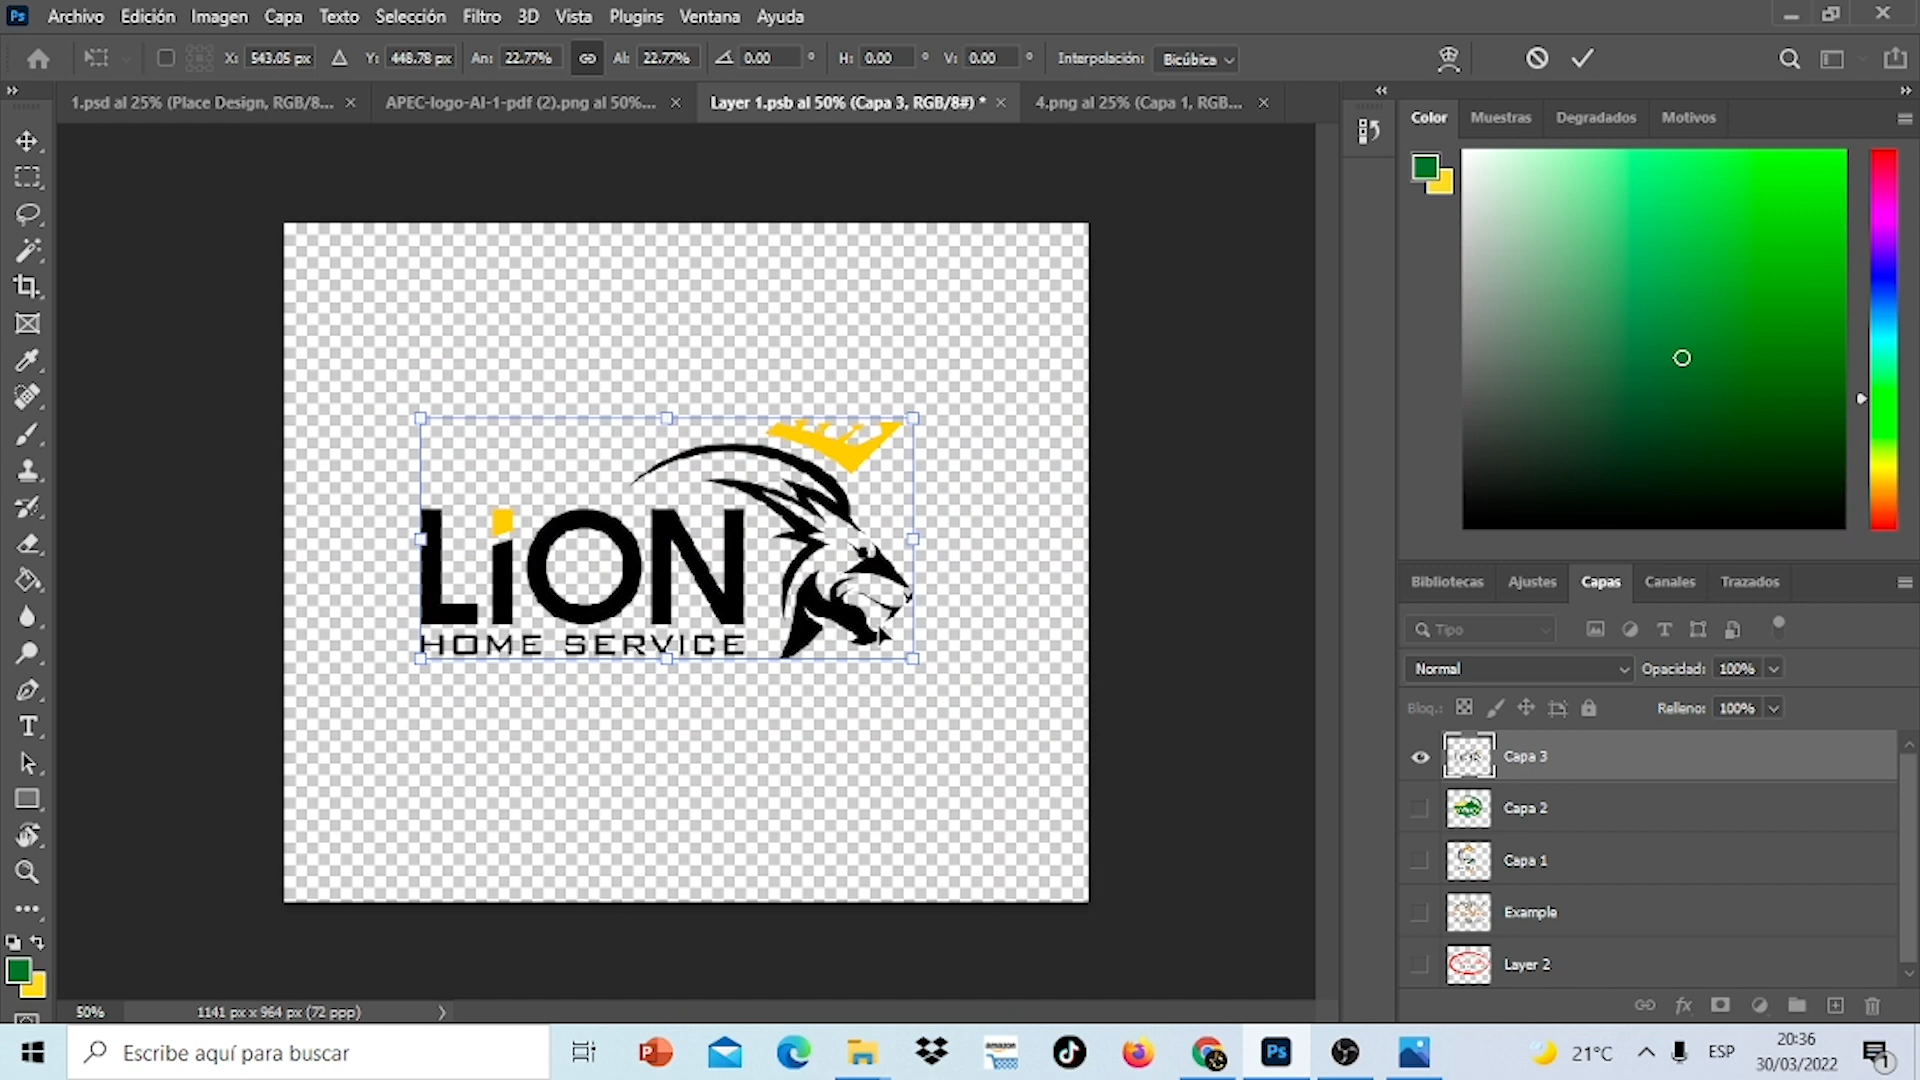 Ps Archivo Edición Imagen Capa Texto Selección Filtro 3D Vista Plugins Ventana Ayuda
X: 543.05 px Y: 448.78 px An: 22.77% Al: 22.77% 0.00 ° H: 0.00 ° V: 0.00 ° Interpolación: Bicúbica
1.psd al 25% (Place Design, RGB/8... × APEC-logo-AI-1-pdf (2).png al 50%... × Layer 1.psb al 50% (Capa 3, RGB/8#) * × 4.png al 25% (Capa 1, RGB... ×
Color Muestras Degradados Motivos
LiON
HOME SERVICE
Bibliotecas Ajustes Capas Canales Trazados
Tipo
Normal Opacidad: 100%
Bloq.: Relleno: 100%
Capa 3
Capa 2
Capa 1
Example
Layer 2
50% 1141 px x 964 px (72 ppp)
Escribe aquí para buscar
amazon
Ps
21°C ESP
20:36
30/03/2022
1